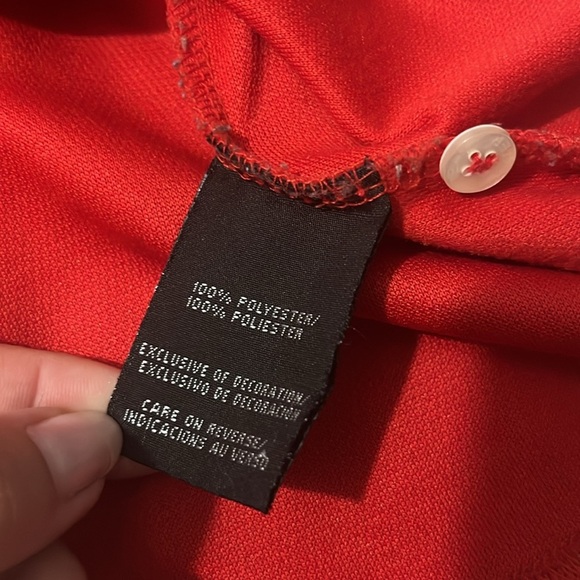 100% POLYESTER/
100% POLIESTER
EXCLUSIVE OF DECORATION/
EXCLUSIVO DE DECORACION
CARE ON REVERSE/
INDICACIONS AU VERSO